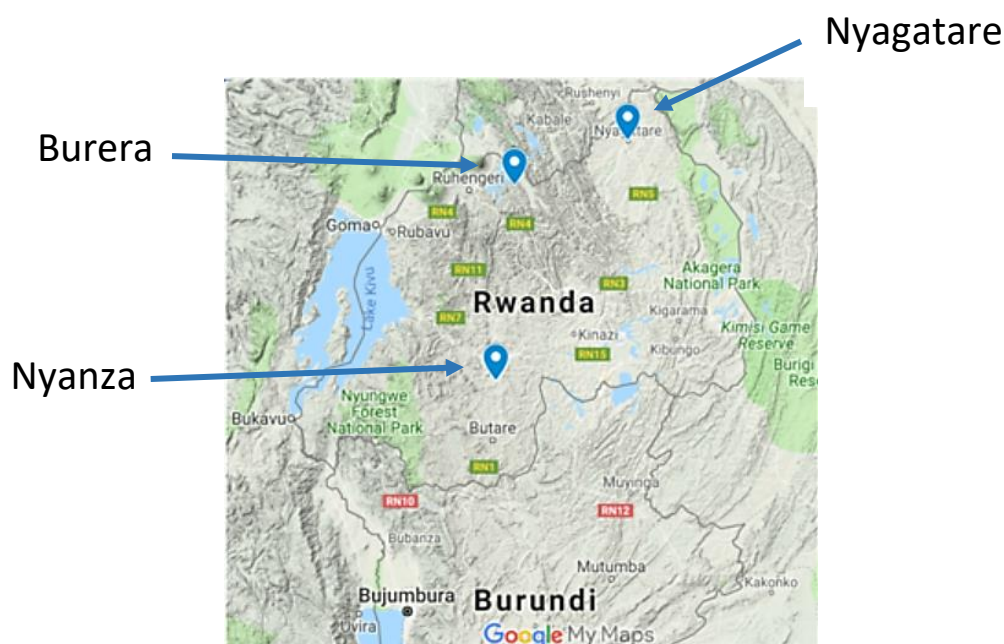 Nyagatare
Burera
Nyanza
Rushenyi
Kabale
Nyagatare
Ruhengeri
RN5
RN4
RN4
Goma
Rubavu
RN11
RN3
Akagera
National Park
Lake Kivu
Rwanda
Kigarama
RN7
Kinazi
Kimisi Game
Reserve
RN15
Kibungo
Burigi
Res
Nyungwe
Forest
National Park
Bukavu
Butare
RN1
Muyinga
RN10
RN12
Bubanza
Mutumba
Kakonko
Bujumbura
Burundi
Uvira
Google My Maps